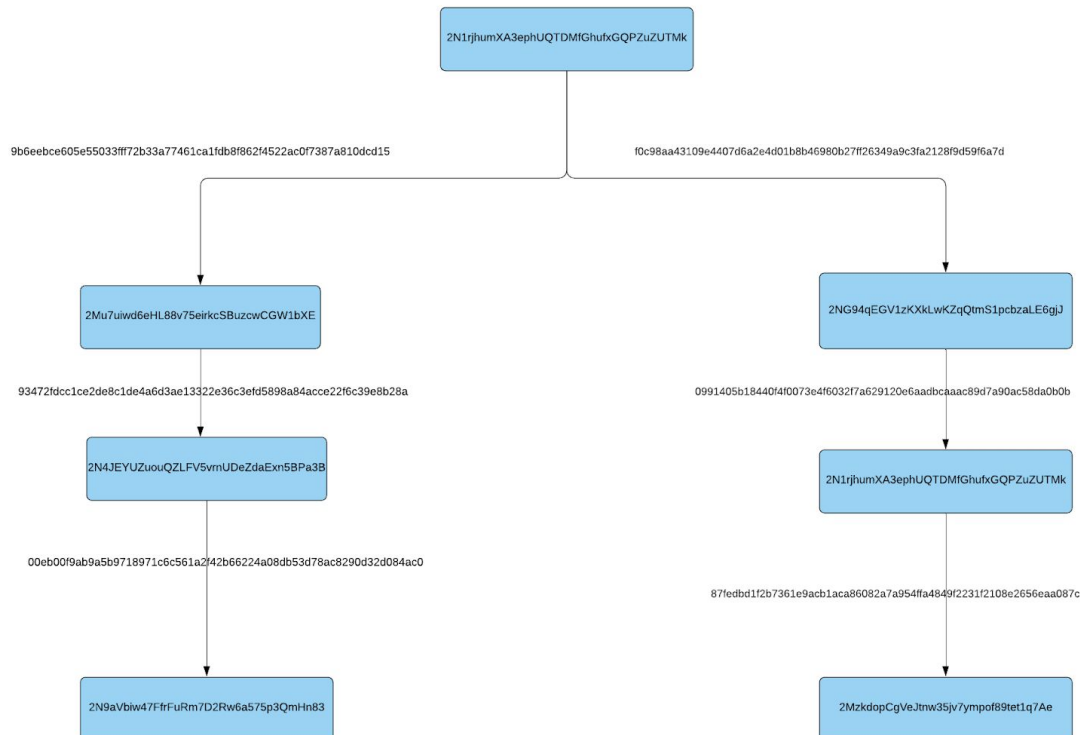 2N1rjhumXA3ephUQTDMfGhufxGQPZuZUTMk
9b6eebce605e55033fff72b33a77461ca1fdb8f862f4522ac0f7387a810dcd15
f0c98aa43109e4407d6a2e4d01b8b46980b27ff26349a9c3fa2128f9d59f6a7d
2Mu7uiwd6eHL88v75eirkcSBuzcwCGW1bXE
2NG94qEGV1zKXkLwKZqQtmS1pcbzaLE6gjJ
93472fdcc1ce2de8c1de4a6d3ae13322e36c3efd5898a84acce22f6c39e8b28a
0991405b18440f4f0073e4f6032f7a629120e6aadbcaaac89d7a90ac58da0b0b
2N4JEYUZuouQZLFV5vrnUDeZdaExn5BPa3B
2N1rjhumXA3ephUQTDMfGhufxGQPZuZUTMk
00eb00f9ab9a5b9718971c6c561a2f42b66224a08db53d78ac8290d32d084ac0
87fedbd1f2b7361e9acb1aca86082a7a954ffa4849f2231f2108e2656eaa087c
2N9aVbiw47FfrFuRm7D2Rw6a575p3QmHn83
2MzkdopCgVeJtnw35jv7ympof89tet1q7Ae